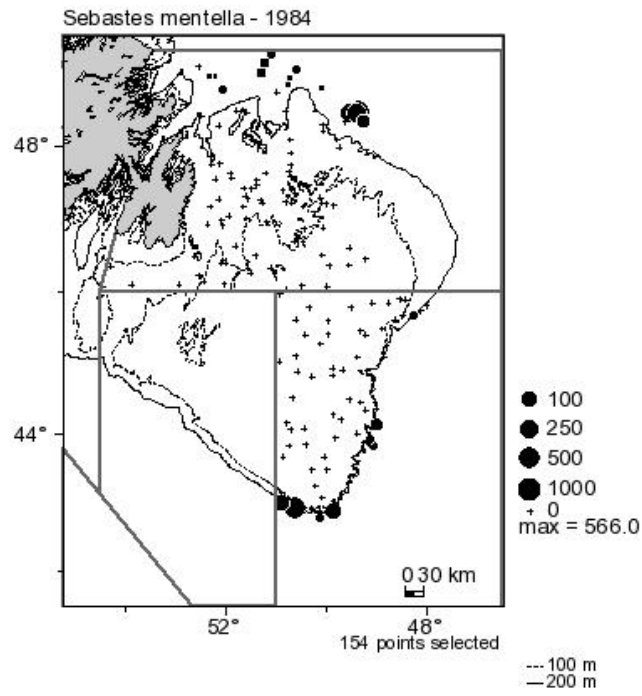 Sebastes mentella - 1984
48°
44°
100
250
500
1000
0
max = 566.0
0 30 km
52°
48°
154 points selected
100 m
200 m